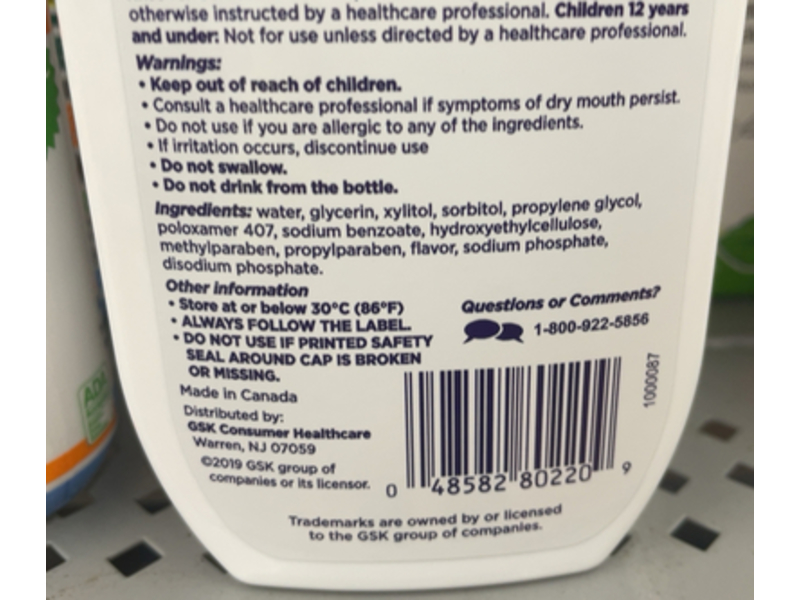 otherwise instructed by a healthcare professional. Children 12 years
and under: Not for use unless directed by a healthcare professional.
Warnings:
• Keep out of reach of children.
• Consult a healthcare professional if symptoms of dry mouth persist.
• Do not use if you are allergic to any of the ingredients.
• If irritation occurs, discontinue use
• Do not swallow.
• Do not drink from the bottle.
Ingredients: water, glycerin, xylitol, sorbitol, propylene glycol,
poloxamer 407, sodium benzoate, hydroxyethylcellulose,
methylparaben, propylparaben, flavor, sodium phosphate,
disodium phosphate.
Other information
• Store at or below 30°C (86°F)
• ALWAYS FOLLOW THE LABEL.
• DO NOT USE IF PRINTED SAFETY
SEAL AROUND CAP IS BROKEN
OR MISSING.
Made in Canada
Distributed by:
GSK Consumer Healthcare
Warren, NJ 07059
©2019 GSK group of
companies or its licensor.
Questions or Comments?
1-800-922-5856
1000087
0 48582 80220 9
Trademarks are owned by or licensed
to the GSK group of companies.
ADA